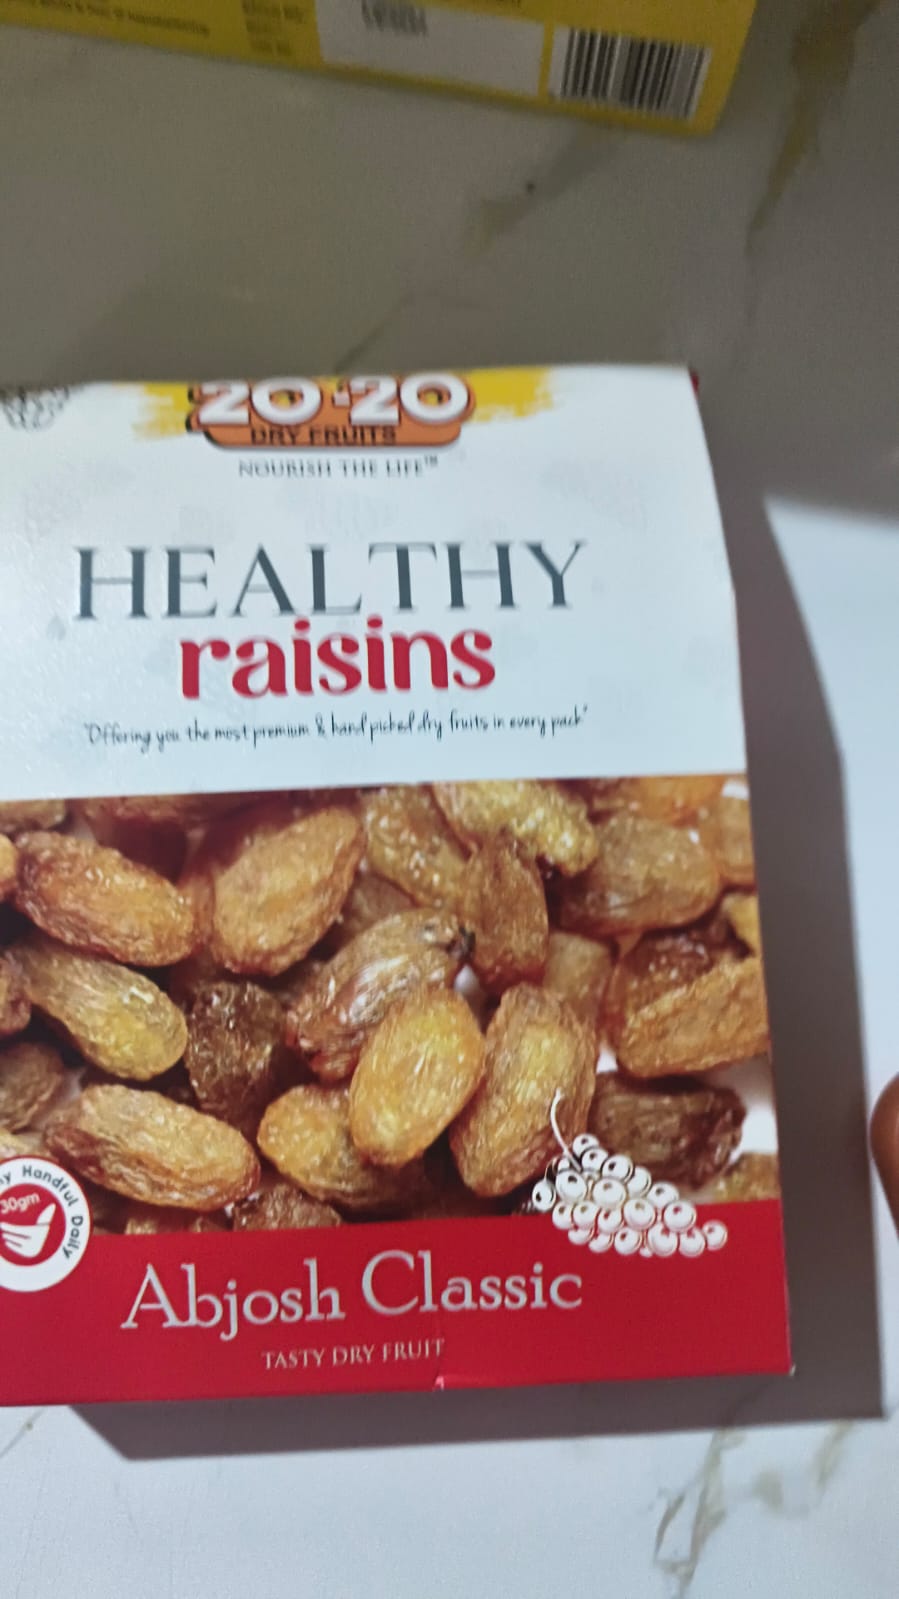 20-20
DRY FRUITS
NOURISH THE LIFE™
HEALTHY
raisins
"Offering you the most premium & hand picked dry fruits in every pack"
Handful Daily
30gm
Abjosh Classic
TASTY DRY FRUIT